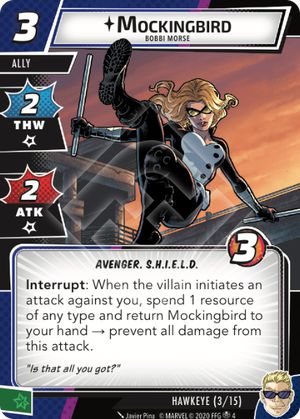 3
MOCKINGBIRD
BOBBI MORSE
ALLY
2
THW
2
ATK
3
AVENGER. S.H.I.E.L.D.
Interrupt: When the villain initiates an
attack against you, spend 1 resource
of any type and return Mockingbird to
your hand → prevent all damage from
this attack.
"Is that all you got?"
HAWKEYE (3/15)
Javier Pina © MARVEL © 2020 FFG 4